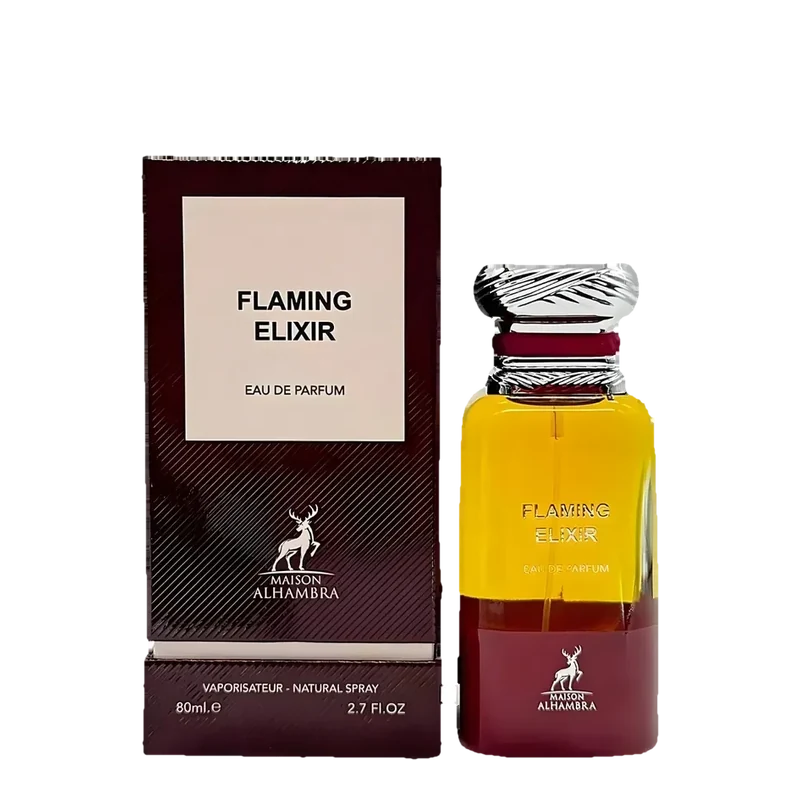 FLAMING
ELIXIR
EAU DE PARFUM
MAISON
ALHAMBRA
VAPORISATEUR - NATURAL SPRAY
80ml.e 2.7 Fl.OZ
FLAMING
ELIXIR
EAU DE PARFUM
MAISON
ALHAMBRA